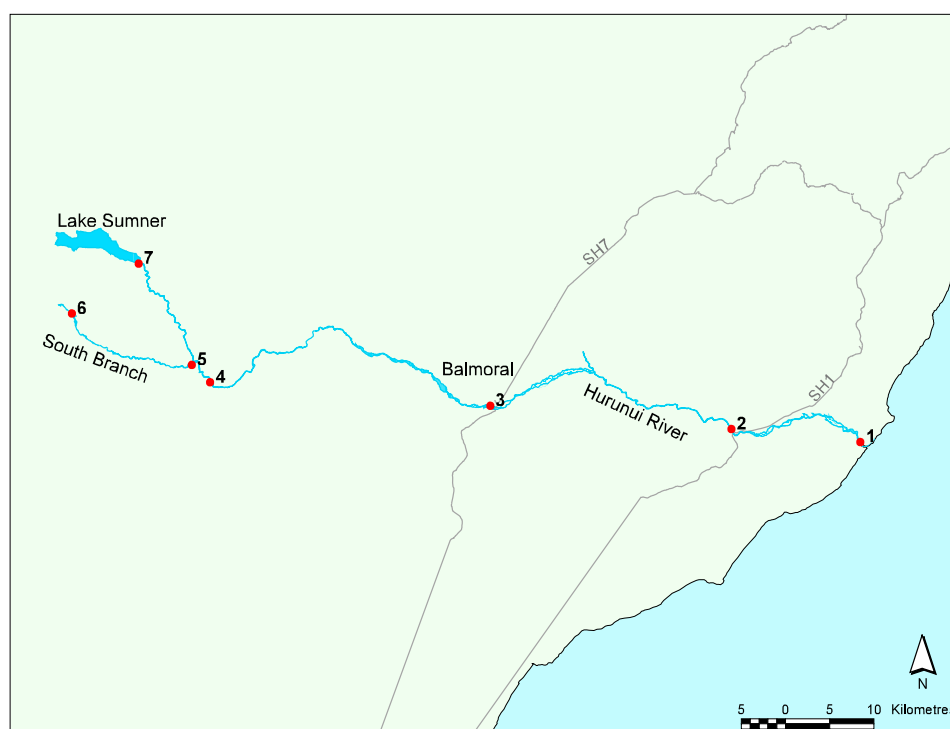 Lake Sumner
7
6
South Branch
5
4
Balmoral
3
SH7
Hurunui River
2
SH1
1
N
5 0 5 10 Kilometres